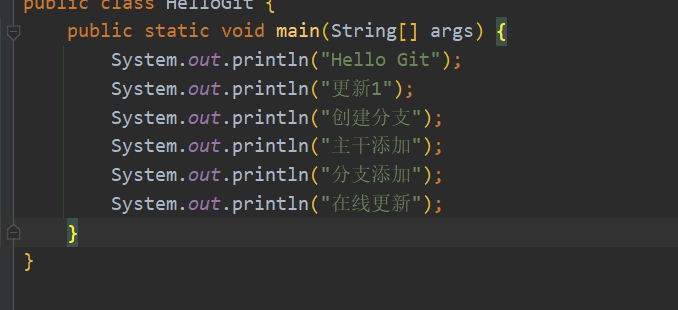 public class HelloGit {
public static void main(String[] args) {
System.out.println("Hello Git");
System.out.println("更新1");
System.out.println("创建分支");
System.out.println("主干添加");
System.out.println("分支添加");
System.out.println("在线更新");
}
}